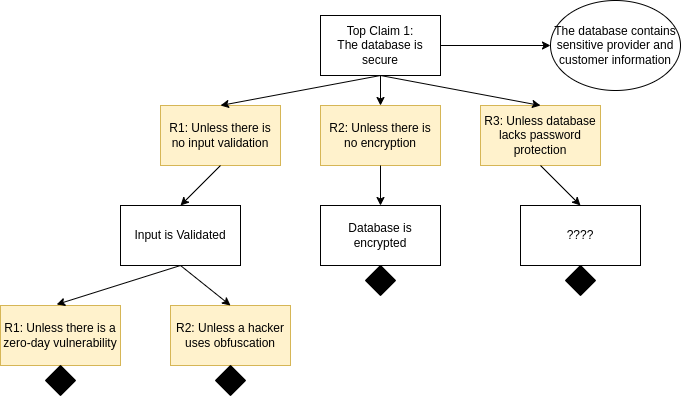 Top Claim 1:
The database is
secure
The database contains
sensitive provider and
customer information
R1: Unless there is
no input validation
R2: Unless there is
no encryption
R3: Unless database
lacks password
protection
Input is Validated
Database is
encrypted
????
R1: Unless there is a
zero-day vulnerability
R2: Unless a hacker
uses obfuscation